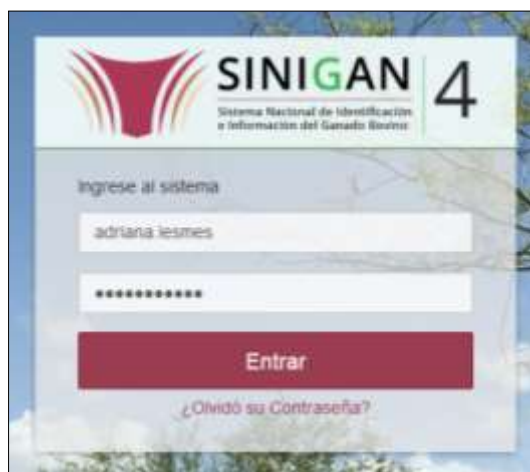 SINIGAN 4
Sistema Nacional de Identificación
e Información del Ganado Bovino
Ingrese al sistema
adriana lesmes
•••••••••••
Entrar
¿Olvidó su Contraseña?